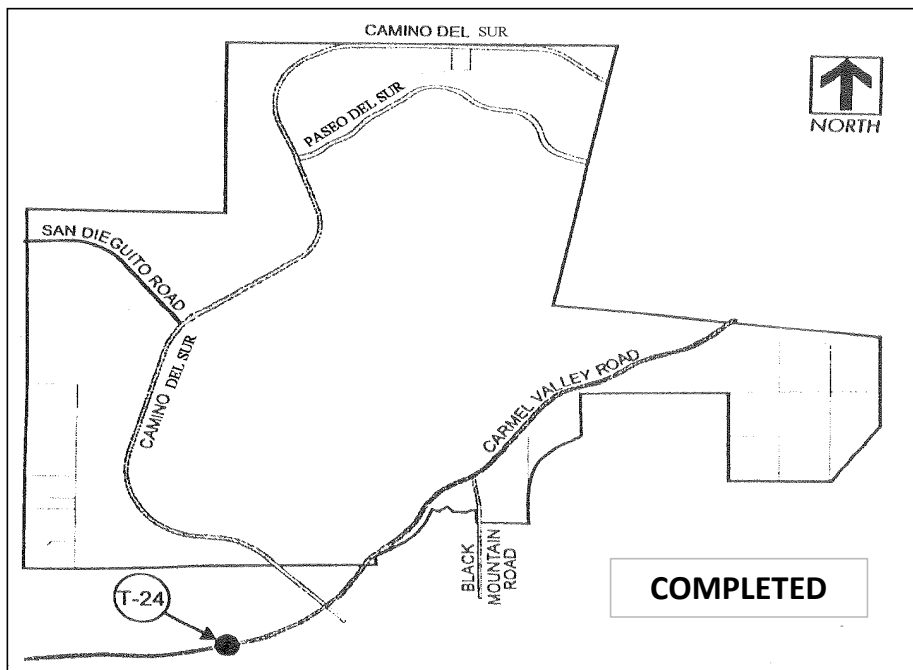 CAMINO DEL SUR
NORTH
PASEO DEL SUR
SAN DIEGUITO ROAD
CAMINO DEL SUR
CARMEL VALLEY ROAD
BLACK
MOUNTAIN
ROAD
COMPLETED
T-24